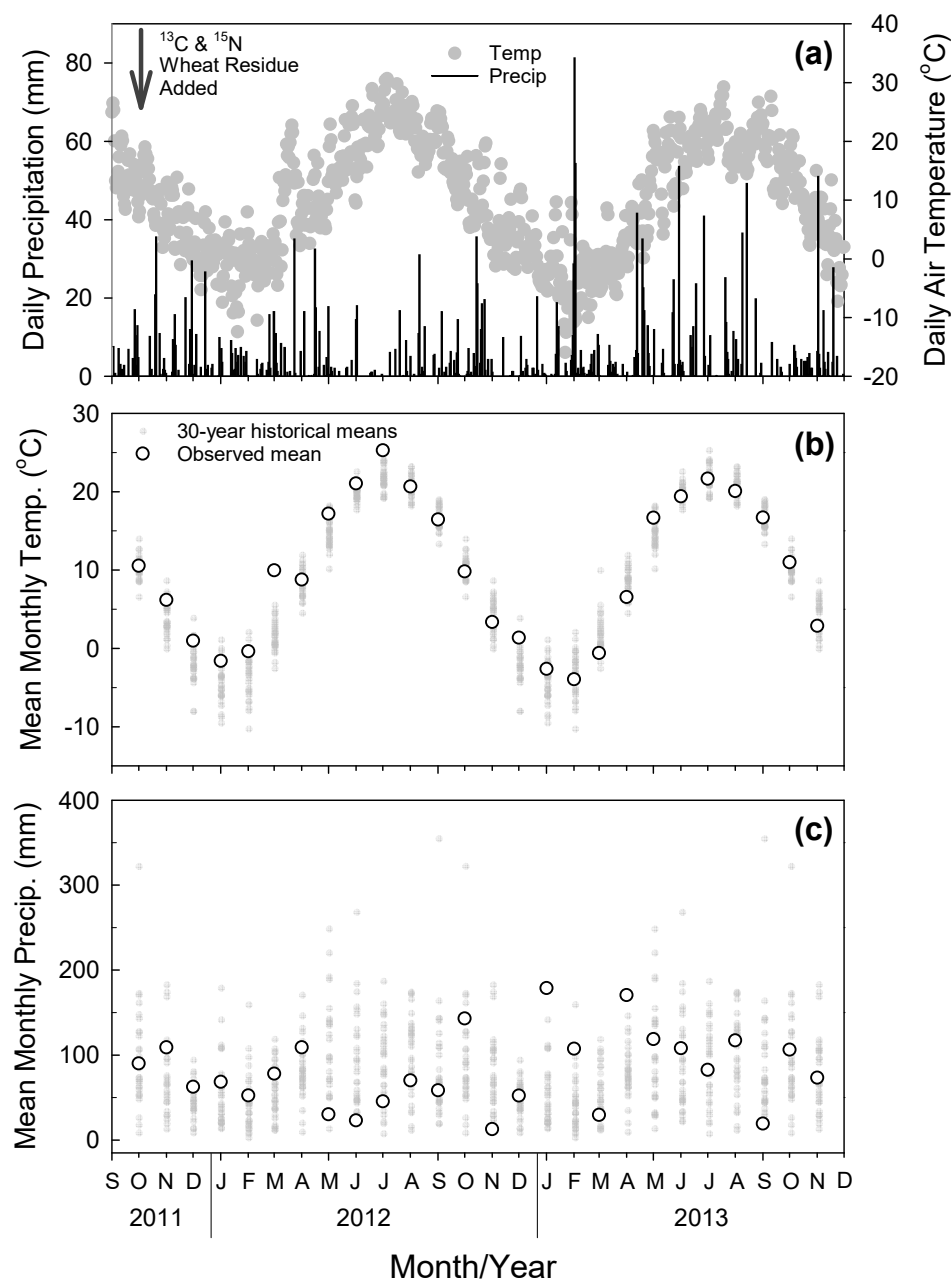 (a)
¹³C & ¹⁵N
Wheat Residue
Added
Temp
Precip
Daily Precipitation (mm)
80
60
40
20
0
Daily Air Temperature (°C)
40
30
20
10
0
-10
-20
(b)
30-year historical means
Observed mean
Mean Monthly Temp. (°C)
30
20
10
0
-10
(c)
Mean Monthly Precip. (mm)
400
300
200
100
0
S O N D J F M A M J J A S O N D J F M A M J J A S O N D
2011 2012 2013
Month/Year